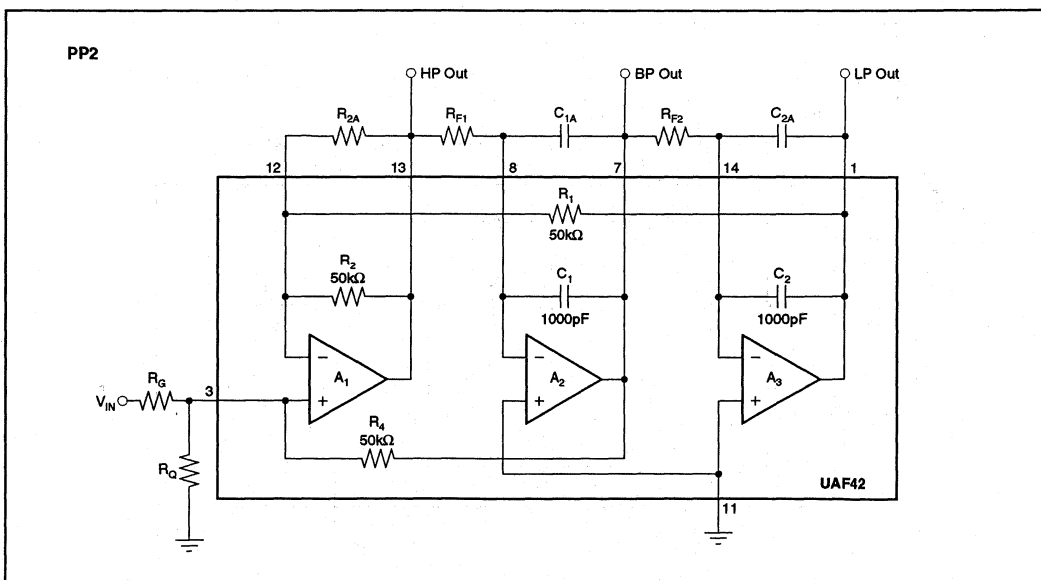 PP2
HP Out
BP Out
LP Out
R2A
RF1
C1A
RF2
C2A
12
13
8
7
14
1
R1
50kΩ
R2
50kΩ
C1
1000pF
C2
1000pF
A1
A2
A3
−
+
−
+
−
+
RG
3
VIN
R4
50kΩ
RQ
UAF42
11